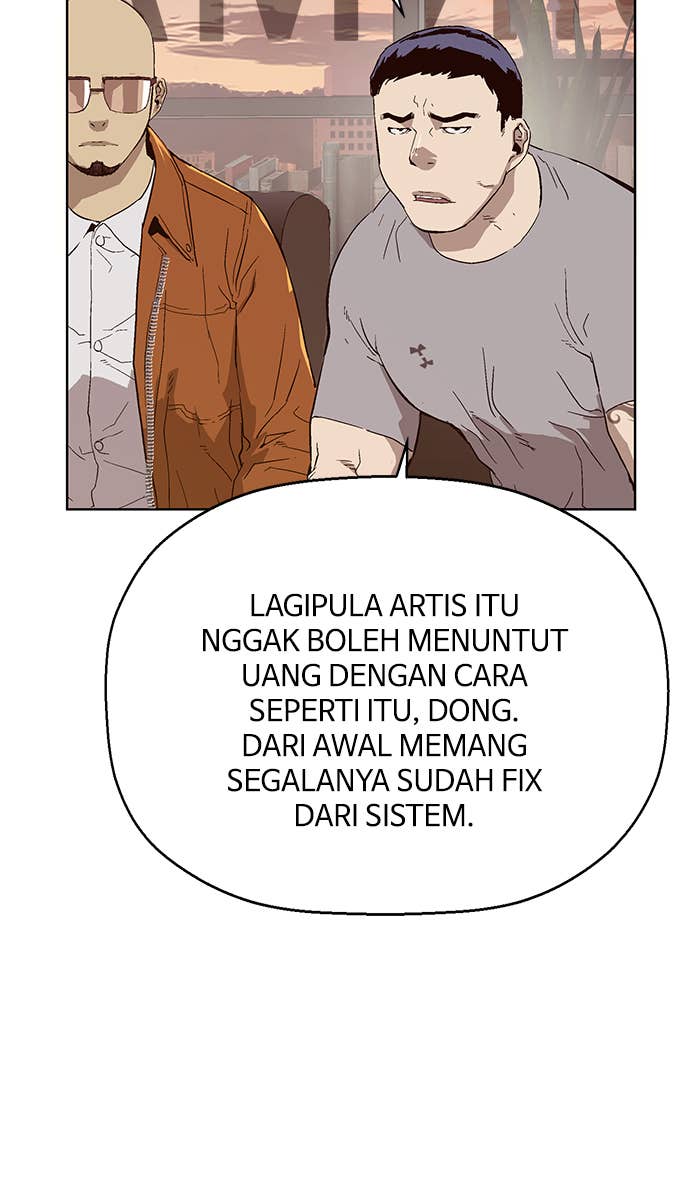 LAGIPULA ARTIS ITU
NGGAK BOLEH MENUNTUT
UANG DENGAN CARA
SEPERTI ITU, DONG.
DARI AWAL MEMANG
SEGALANYA SUDAH FIX
DARI SISTEM.